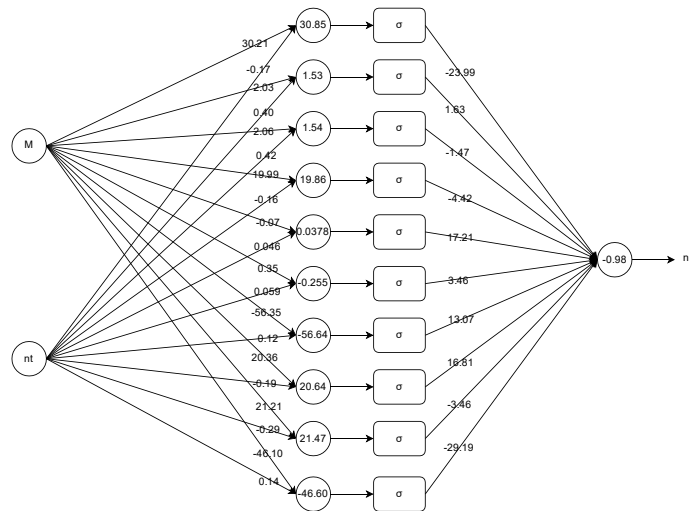 30.85 σ
30.21
-0.17
-23.99
1.53 σ
2.03
0.40
1.63
1.54 σ
2.06
M
0.42
-1.47
19.99
19.86 σ
-0.16
-4.42
-0.07
0.0378 σ
17.21
0.046
-0.98 n
0.35
-0.255 σ
3.46
0.059
-56.35
13.07
-56.64 σ
0.12
nt
20.36
16.81
-0.19
20.64 σ
21.21
-3.46
-0.29
21.47 σ
-29.19
-46.10
0.14
-46.60 σ